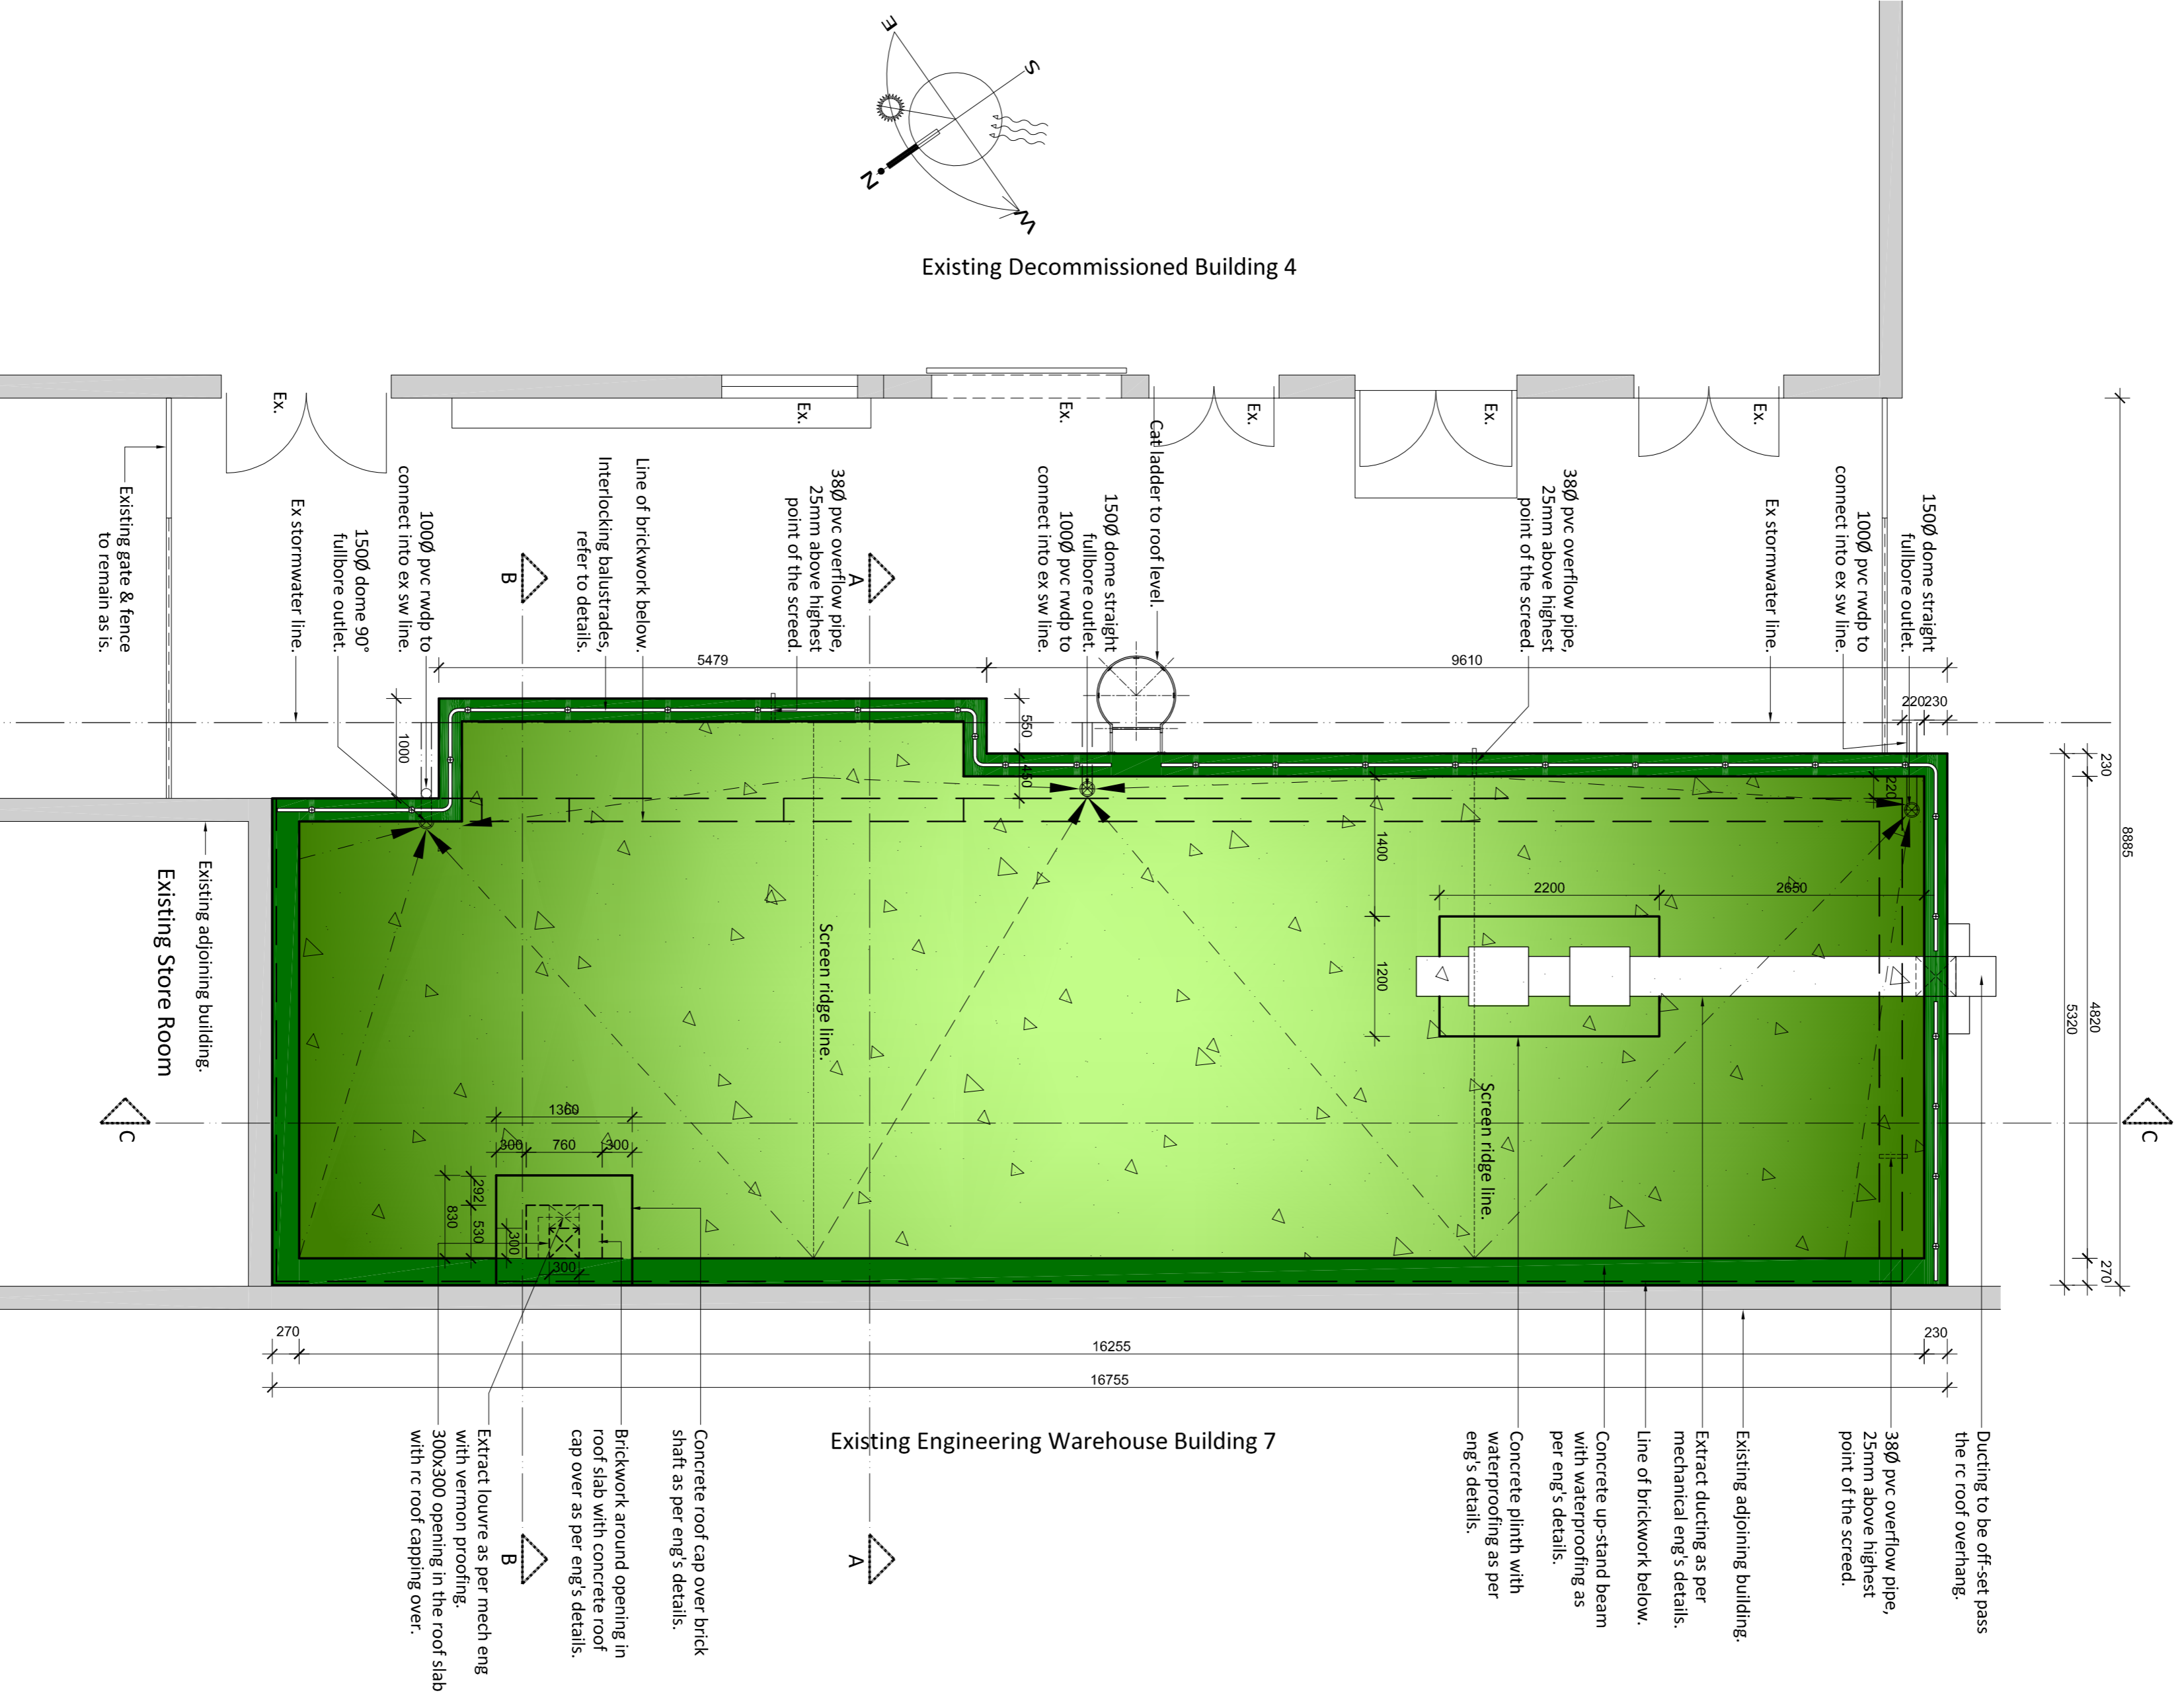 E
S
N
W
Existing Decommissioned Building 4
Ex.
Ex.
Ex.
Ex.
Ex.
Ex.
Existing gate & fence
to remain as is.
Ex stormwater line.
150Ø dome 90°
fullbore outlet.
100Ø pvc rwdp to
connect into ex sw line.
Interlocking balustrades,
refer to details.
Line of brickwork below.
38Ø pvc overflow pipe,
25mm above highest
point of the screed.
150Ø dome straight
fullbore outlet.
100Ø pvc rwdp to
connect into ex sw line.
Cat ladder to roof level.
38Ø pvc overflow pipe,
25mm above highest
point of the screed.
Ex stormwater line.
150Ø dome straight
fullbore outlet.
100Ø pvc rwdp to
connect into ex sw line.
B
A
5479
9610
220
230
1000
550
450
220
230
8885
4820
5320
270
1400
1200
2200
2650
Existing adjoining building.
Existing Store Room
Screen ridge line.
Screen ridge line.
C
C
1360
300
760
300
292
530
830
300
300
270
16255
230
16755
Existing Engineering Warehouse Building 7
B
A
Ducting to be off-set pass
the rc roof overhang.
38Ø pvc overflow pipe,
25mm above highest
point of the screed.
Existing adjoining building.
Extract ducting as per
mechanical eng's details.
Line of brickwork below.
Concrete up-stand beam
with waterproofing as
per eng's details.
Concrete plinth with
waterproofing as per
eng's details.
Concrete roof cap over brick
shaft as per eng's details.
Brickwork around opening in
roof slab with concrete roof
cap over as per eng's details.
Extract louvre as per mech eng
with vermon proofing.
300x300 opening in the roof slab
with rc roof capping over.